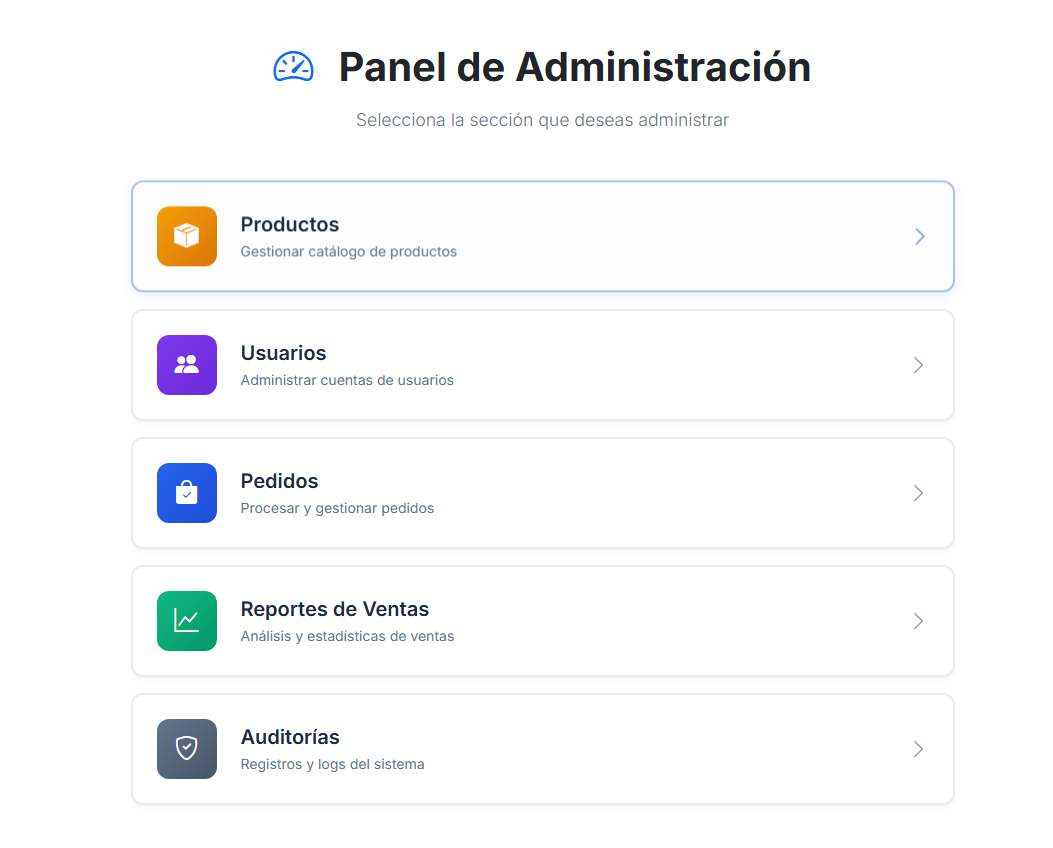 Panel de Administración
Selecciona la sección que deseas administrar
Productos
Gestionar catálogo de productos
Usuarios
Administrar cuentas de usuarios
Pedidos
Procesar y gestionar pedidos
Reportes de Ventas
Análisis y estadísticas de ventas
Auditorías
Registros y logs del sistema